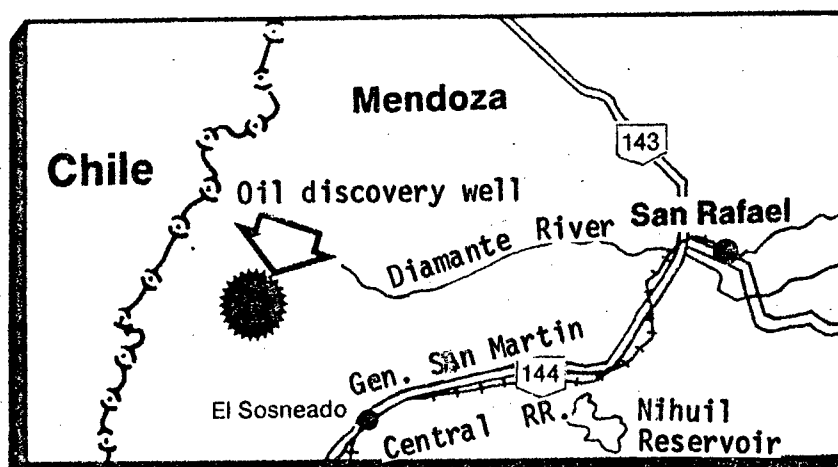 Mendoza
143
Chile
Oil discovery well
San Rafael
Diamante River
Gen. San Martin
144
El Sosneado
Central RR.
Nihuil
Reservoir